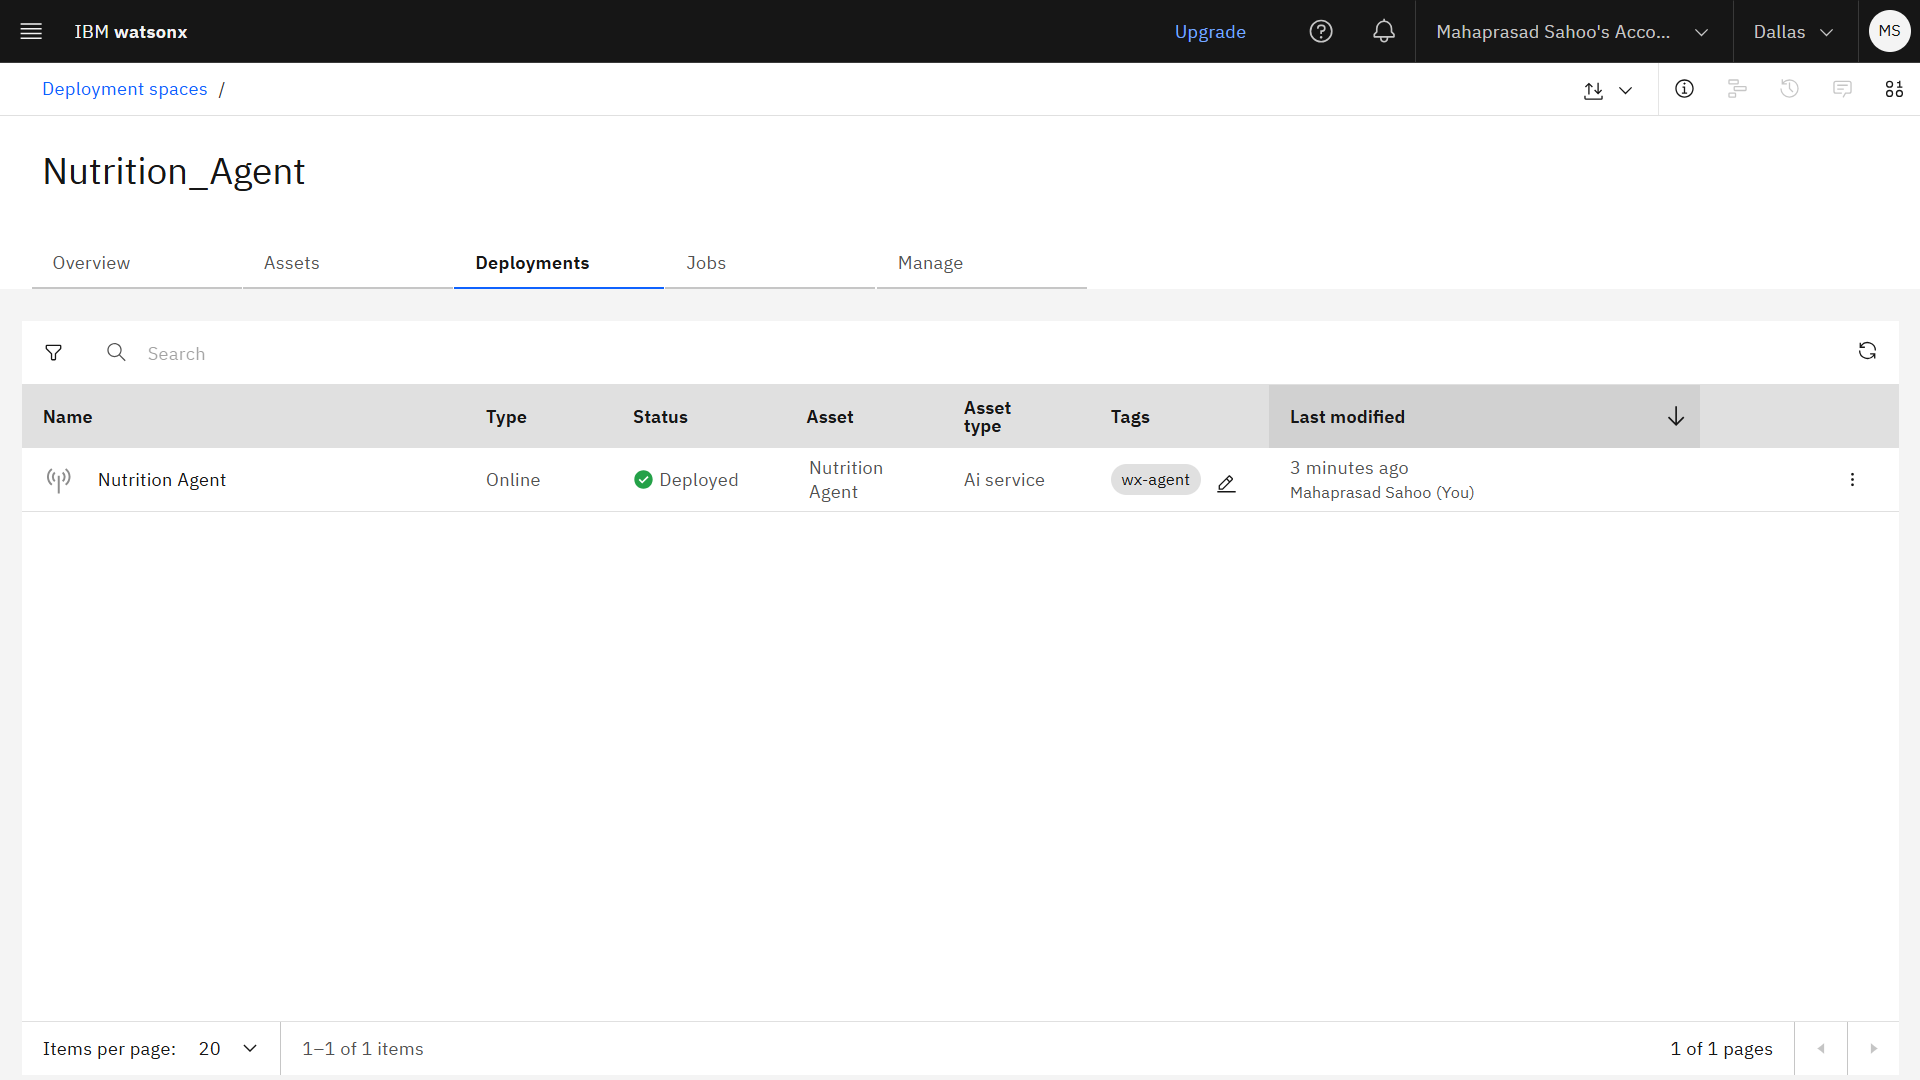 IBM watsonx
Upgrade
Mahaprasad Sahoo's Acco...
Dallas
MS
Deployment spaces /
Nutrition_Agent
Overview
Assets
Deployments
Jobs
Manage
Search
Name
Type
Status
Asset
Asset
type
Tags
Last modified
Nutrition Agent
Online
Deployed
Nutrition
Agent
Ai service
wx-agent
3 minutes ago
Mahaprasad Sahoo (You)
Items per page: 20
1–1 of 1 items
1 of 1 pages